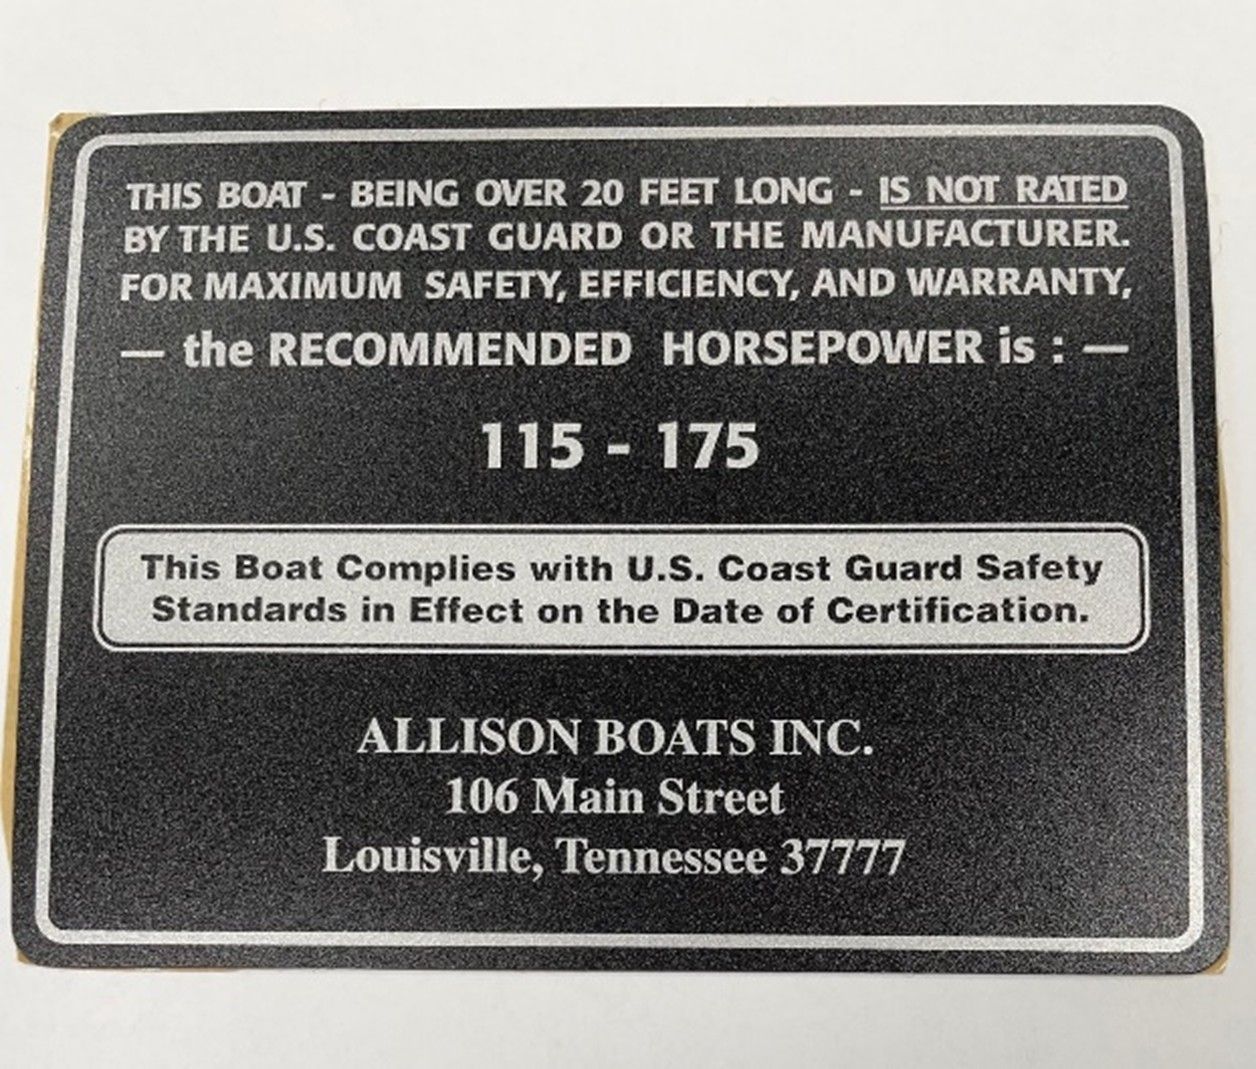 THIS BOAT - BEING OVER 20 FEET LONG - IS NOT RATED
BY THE U.S. COAST GUARD OR THE MANUFACTURER.
FOR MAXIMUM SAFETY, EFFICIENCY, AND WARRANTY,
— the RECOMMENDED HORSEPOWER is : —
115 - 175
This Boat Complies with U.S. Coast Guard Safety
Standards in Effect on the Date of Certification.
ALLISON BOATS INC.
106 Main Street
Louisville, Tennessee 37777